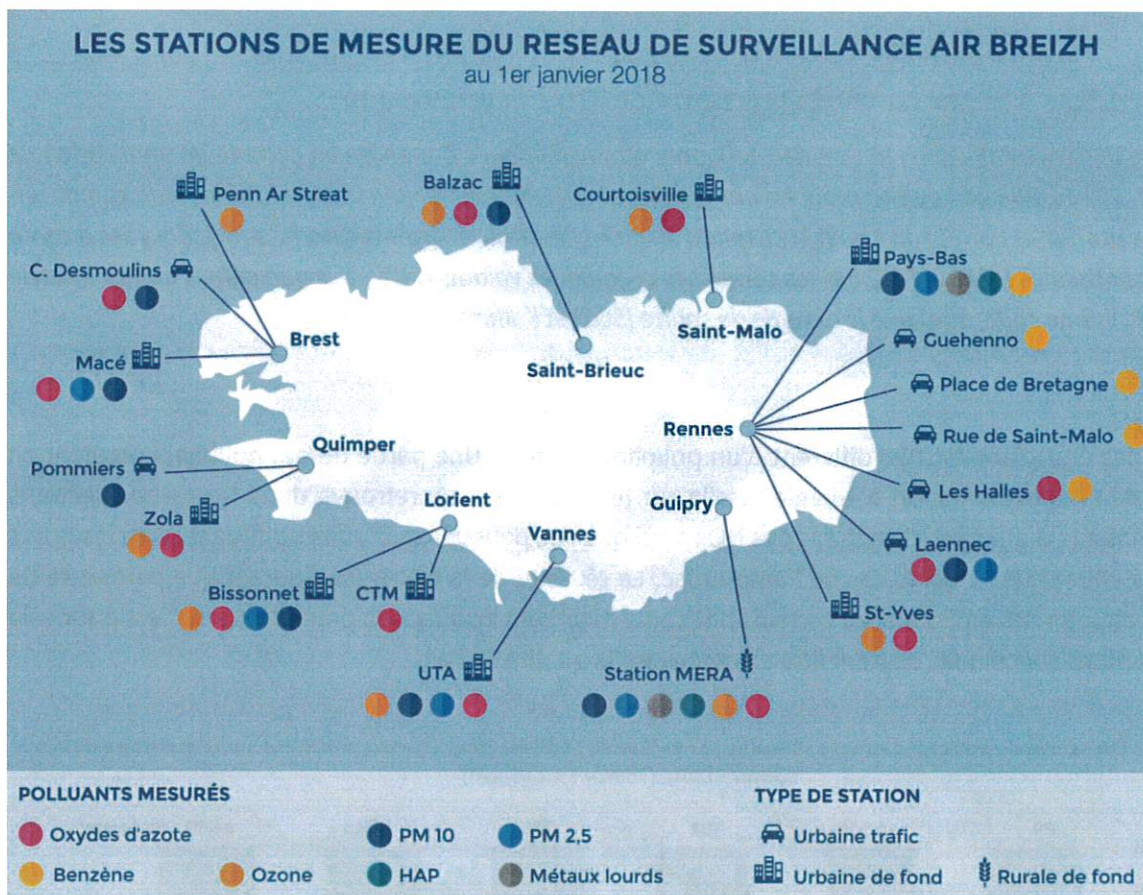 LES STATIONS DE MESURE DU RESEAU DE SURVEILLANCE AIR BREIZH
au 1er janvier 2018
Penn Ar Streat
Balzac
Courtoisville
C. Desmoulins
Pays-Bas
Macé
Brest
Saint-Brieuc
Saint-Malo
Guehenno
Place de Bretagne
Rennes
Rue de Saint-Malo
Quimper
Pommiers
Zola
Lorient
Vannes
Guipry
Les Halles
Laennec
Bissonnet
CTM
St-Yves
UTA
Station MERA
POLLUANTS MESURÉS
Oxydes d'azote
PM 10
PM 2,5
Benzène
Ozone
HAP
Métaux lourds
TYPE DE STATION
Urbaine trafic
Urbaine de fond
Rurale de fond